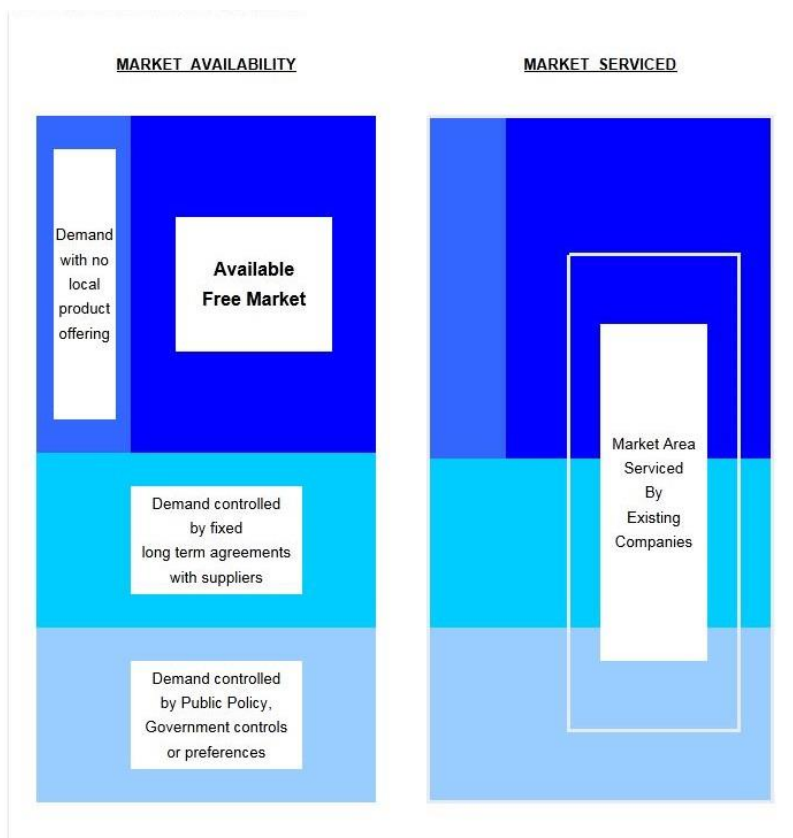 MARKET AVAILABILITY
Demand
with no
local
product
offering
Available
Free Market
Demand controlled
by fixed
long term agreements
with suppliers
Demand controlled
by Public Policy,
Government controls
or preferences
MARKET SERVICED
Market Area
Serviced
By
Existing
Companies